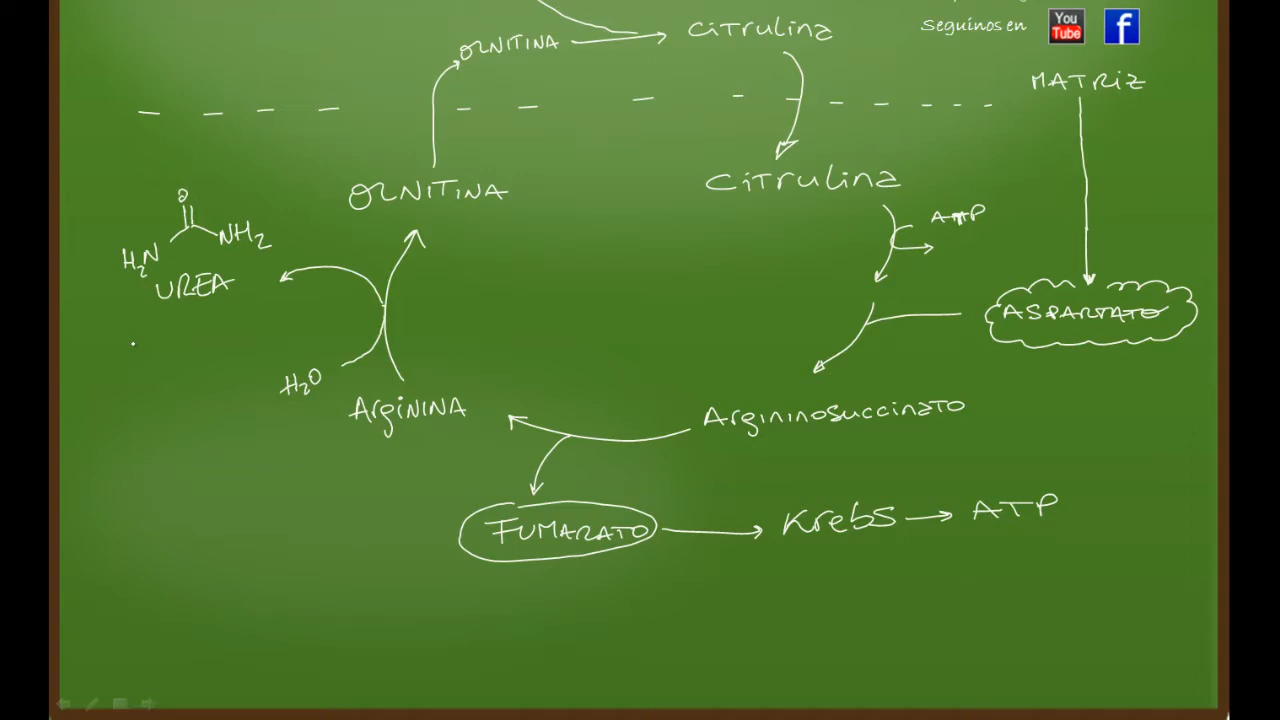 Seguinos en
You
Tube
f
Citrulina
ORNITINA
MATRIZ
Citrulina
ORNITINA
O
H2N
NH2
ATP
UREA
ASPARTATO
H2O
Arginina
Argininosuccinato
FUMARATO
Krebs
ATP